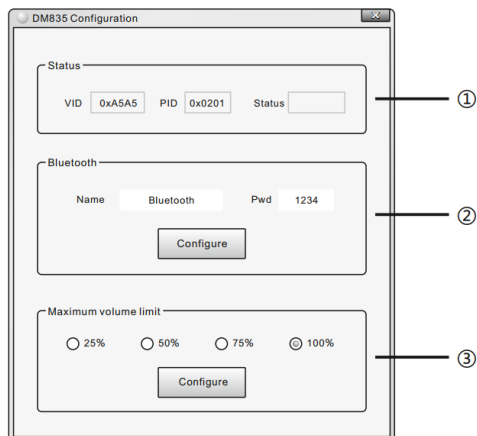 DM835 Configuration
Status
VID 0xA5A5 PID 0x0201 Status
①
Bluetooth
Name Bluetooth Pwd 1234
②
Configure
Maximum volume limit
25% 50% 75% 100%
③
Configure